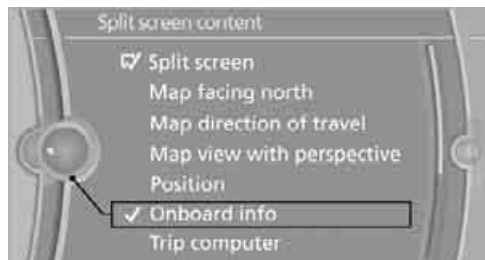 Split screen content
Split screen
Map facing north
Map direction of travel
Map view with perspective
Position
Onboard info
Trip computer